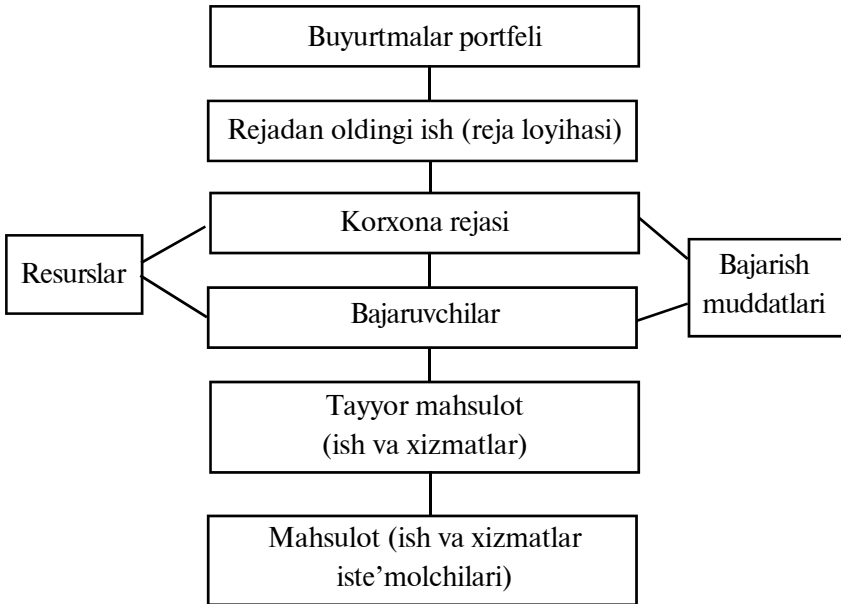 Buyurtmalar portfeli
Rejadan oldingi ish (reja loyihasi)
Korxona rejasi
Resurslar
Bajarish
muddatlari
Bajaruvchilar
Tayyor mahsulot
(ish va xizmatlar)
Mahsulot (ish va xizmatlar
iste’molchilari)